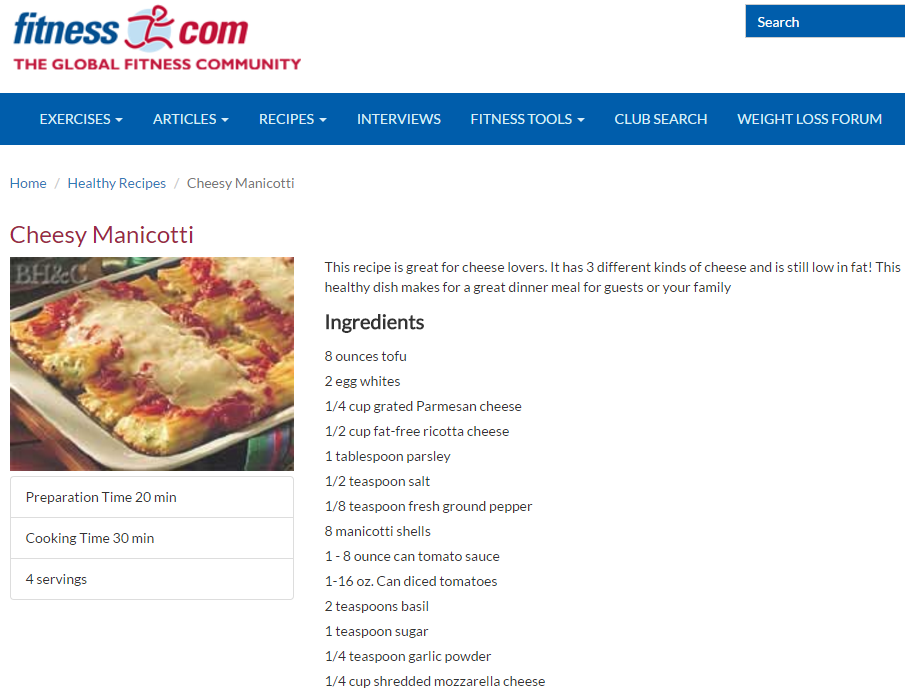 fitness com
THE GLOBAL FITNESS COMMUNITY
Search
EXERCISES ARTICLES RECIPES INTERVIEWS FITNESS TOOLS CLUB SEARCH WEIGHT LOSS FORUM
Home / Healthy Recipes / Cheesy Manicotti
Cheesy Manicotti
BH&G
Preparation Time 20 min
Cooking Time 30 min
4 servings
This recipe is great for cheese lovers. It has 3 different kinds of cheese and is still low in fat! This
healthy dish makes for a great dinner meal for guests or your family
Ingredients
8 ounces tofu
2 egg whites
1/4 cup grated Parmesan cheese
1/2 cup fat-free ricotta cheese
1 tablespoon parsley
1/2 teaspoon salt
1/8 teaspoon fresh ground pepper
8 manicotti shells
1 - 8 ounce can tomato sauce
1-16 oz. Can diced tomatoes
2 teaspoons basil
1 teaspoon sugar
1/4 teaspoon garlic powder
1/4 cup shredded mozzarella cheese